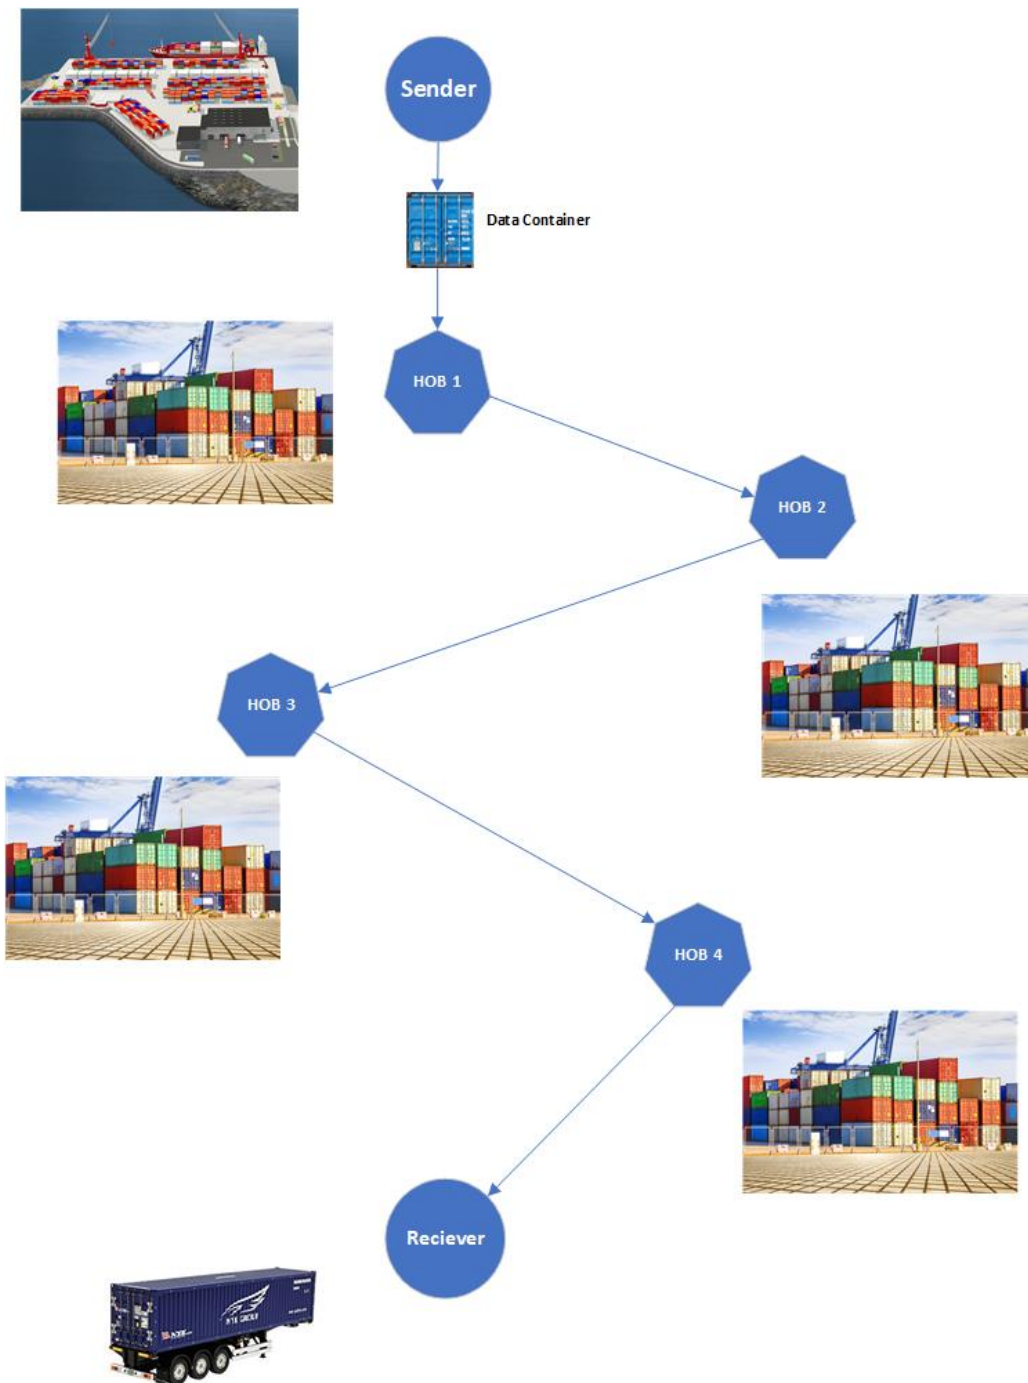 Sender
Data Container
HOB 1
HOB 2
HOB 3
HOB 4
Reciever